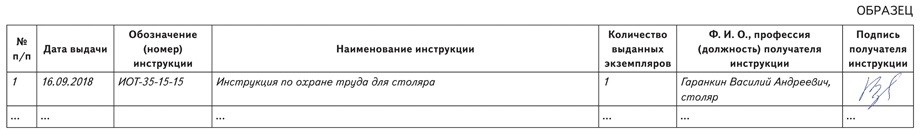 ОБРАЗЕЦ
№ п/п | Дата выдачи | Обозначение (номер) инструкции | Наименование инструкции | Количество выданных экземпляров | Ф. И. О., профессия (должность) получателя инструкции | Подпись получателя инструкции
1 | 16.09.2018 | ИОТ-35-15-15 | Инструкция по охране труда для столяра | 1 | Гаранкин Василий Андреевич, столяр |
... | ... | ... | ... | ... | ... | ...